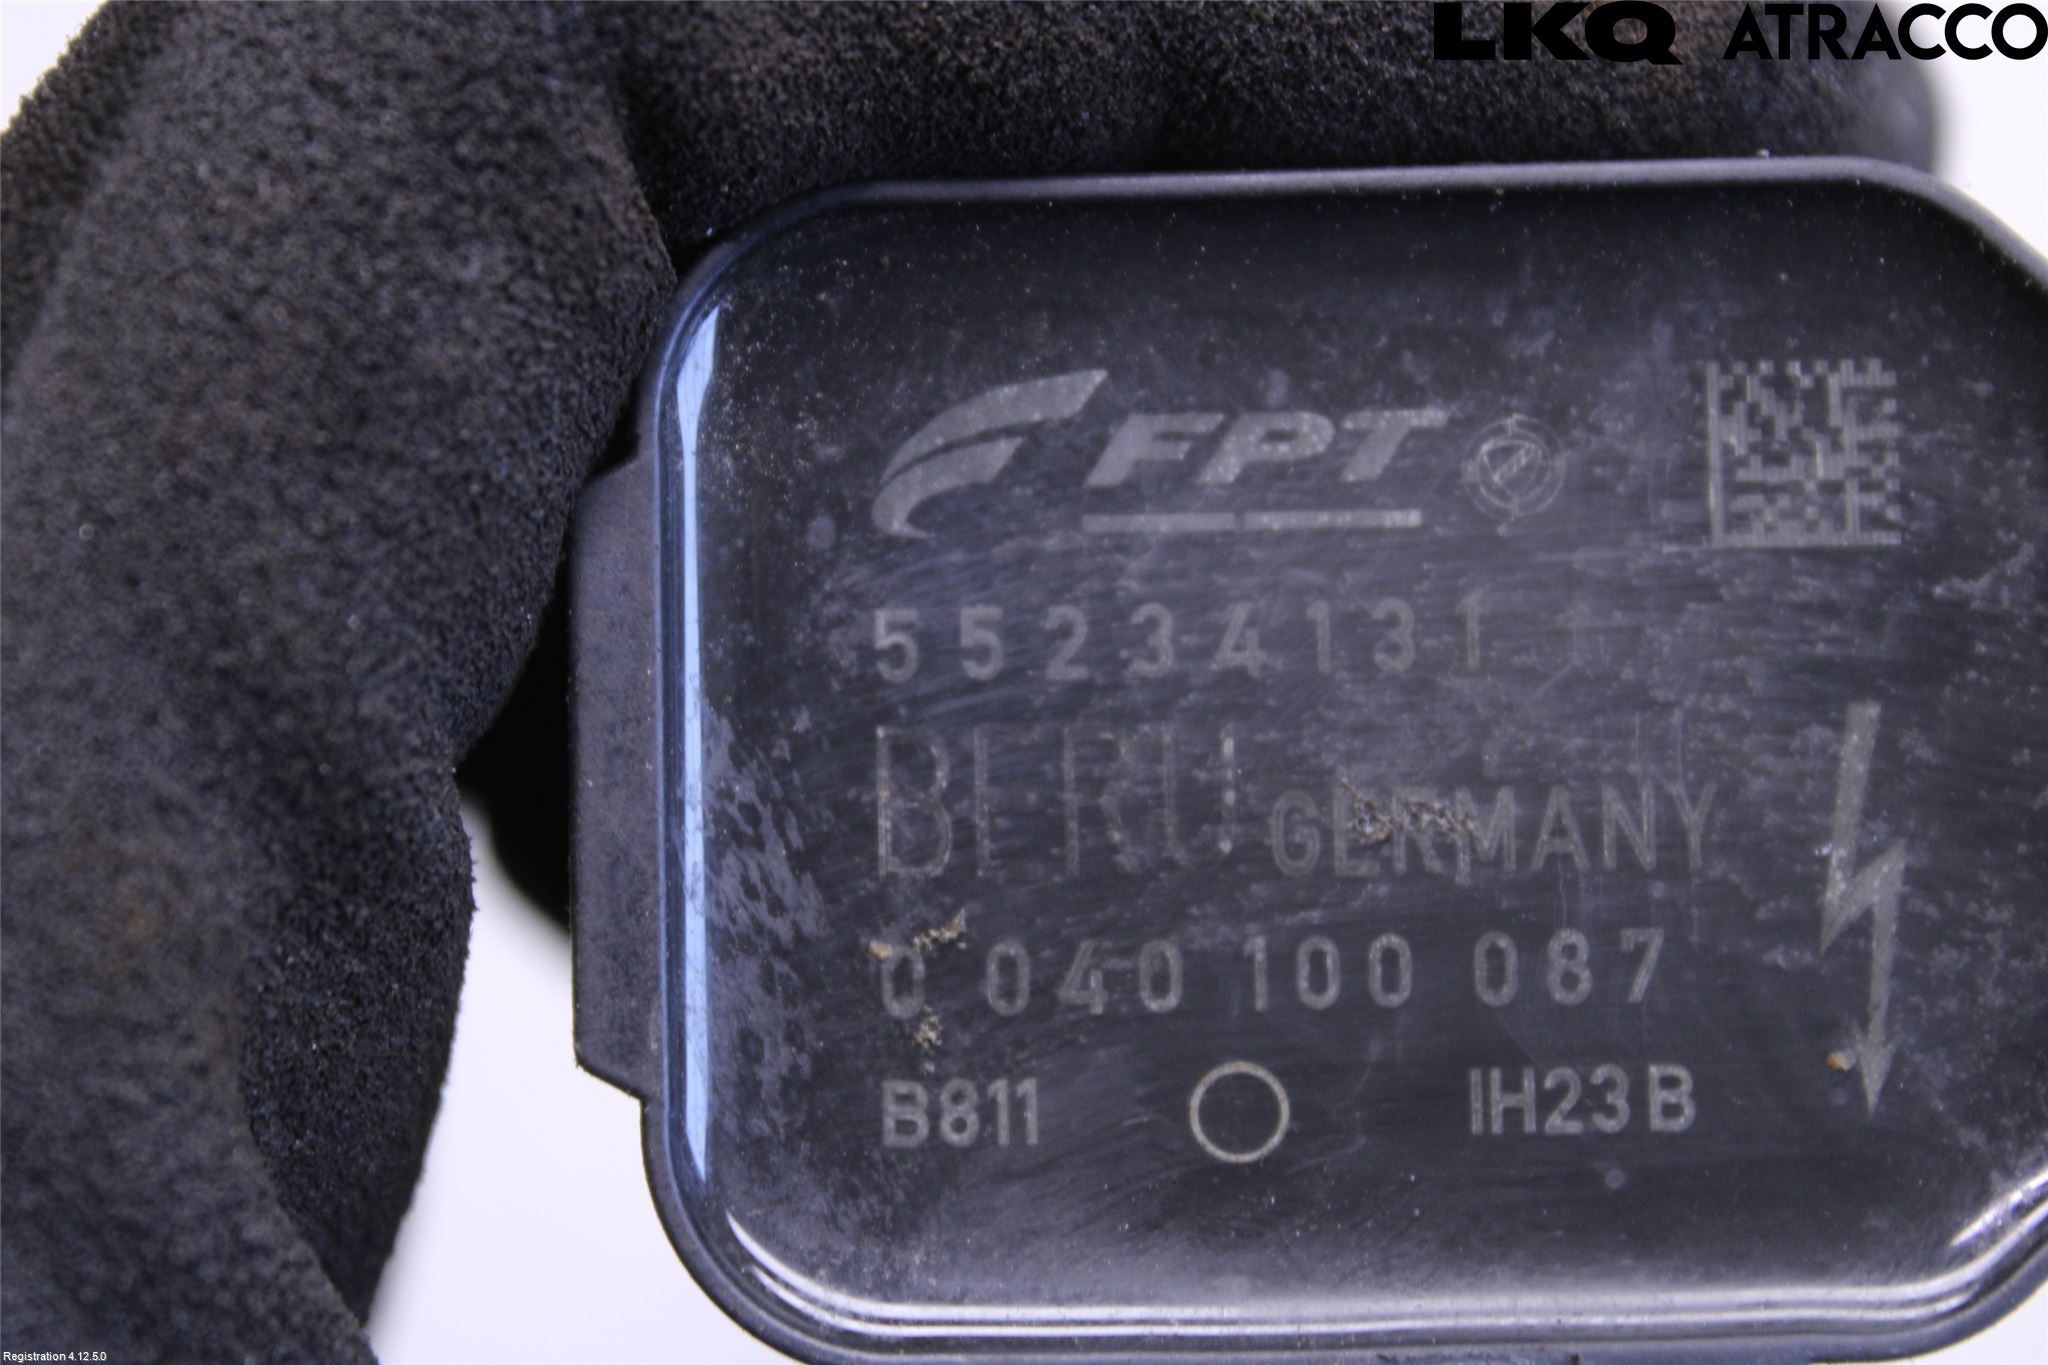 LKQ ATRACCO
FPT
55234131
BERU GERMANY
0 040 100 087
B811 IH23B
Registration 4.12.5.0